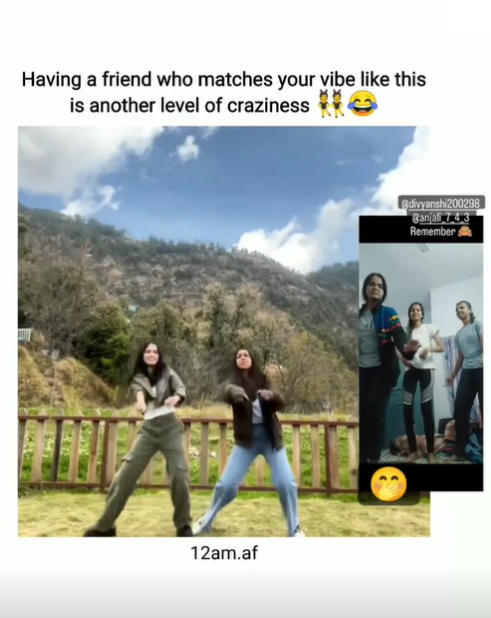 Having a friend who matches your vibe like this
is another level of craziness 👯😂
@divyanshi200298
@anjali_7_4_3
Remember 🙈
12am.af